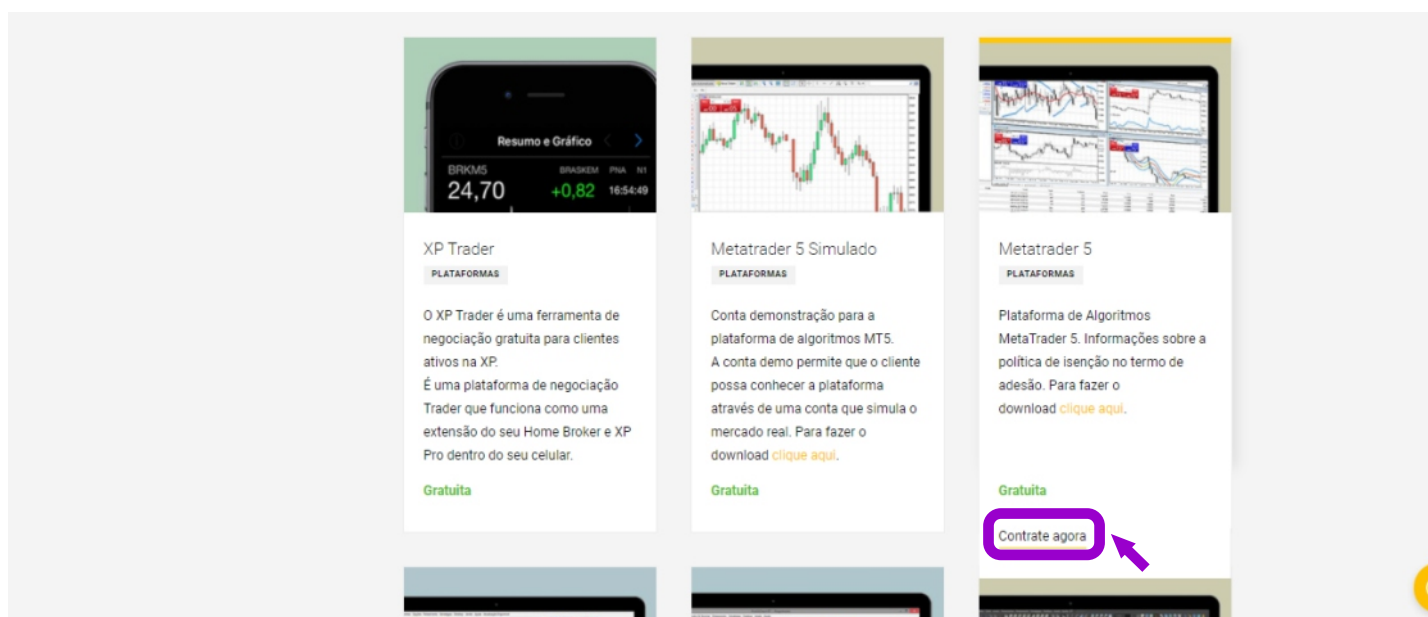 Resumo e Gráfico
BRKM5 BRASKEM PNA N1
24,70 +0,82 16:54:49
XP Trader
PLATAFORMAS
O XP Trader é uma ferramenta de
negociação gratuita para clientes
ativos na XP.
É uma plataforma de negociação
Trader que funciona como uma
extensão do seu Home Broker e XP
Pro dentro do seu celular.
Gratuita
Metatrader 5 Simulado
PLATAFORMAS
Conta demonstração para a
plataforma de algoritmos MT5.
A conta demo permite que o cliente
possa conhecer a plataforma
através de uma conta que simula o
mercado real. Para fazer o
download clique aqui.
Gratuita
Metatrader 5
PLATAFORMAS
Plataforma de Algoritmos
MetaTrader 5. Informações sobre a
política de isenção no termo de
adesão. Para fazer o
download clique aqui.
Gratuita
Contrate agora